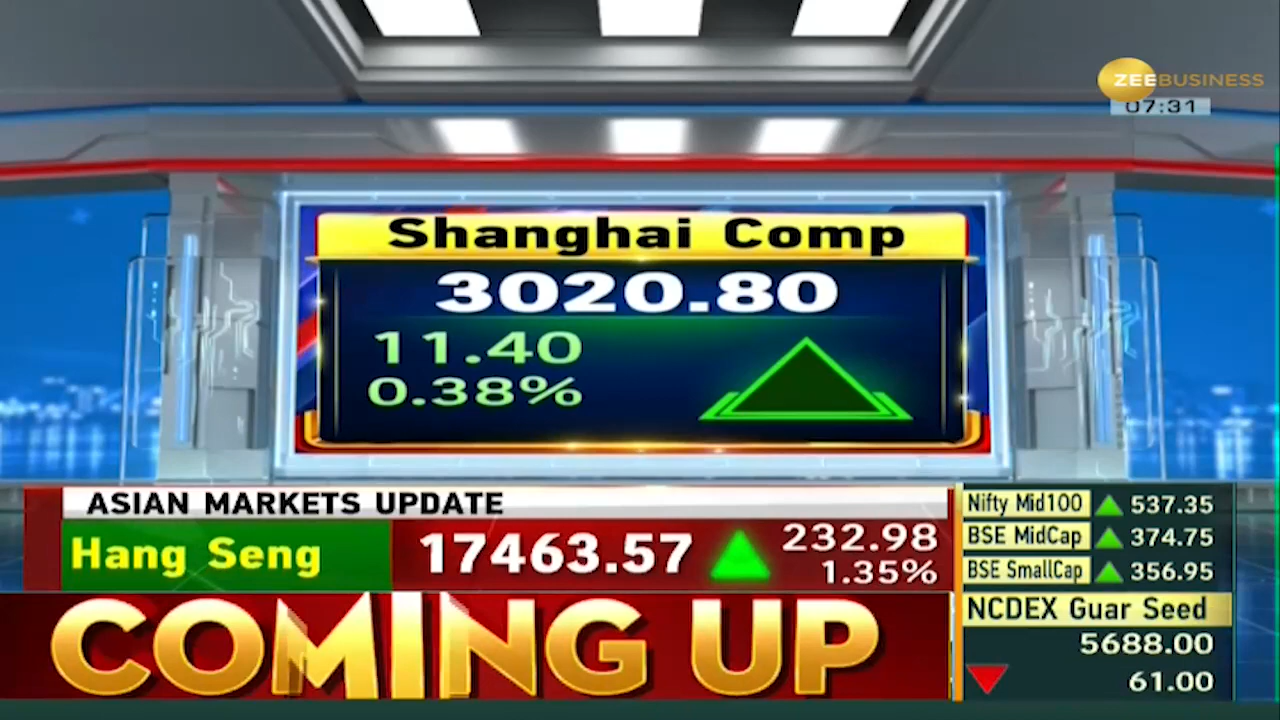 ZEEBUSINESS
07:31
Shanghai Comp
3020.80
11.40
0.38%
ASIAN MARKETS UPDATE
Hang Seng 17463.57 232.98
1.35%
COMING UP
Nifty Mid100 537.35
BSE MidCap 374.75
BSE SmallCap 356.95
NCDEX Guar Seed
5688.00
61.00